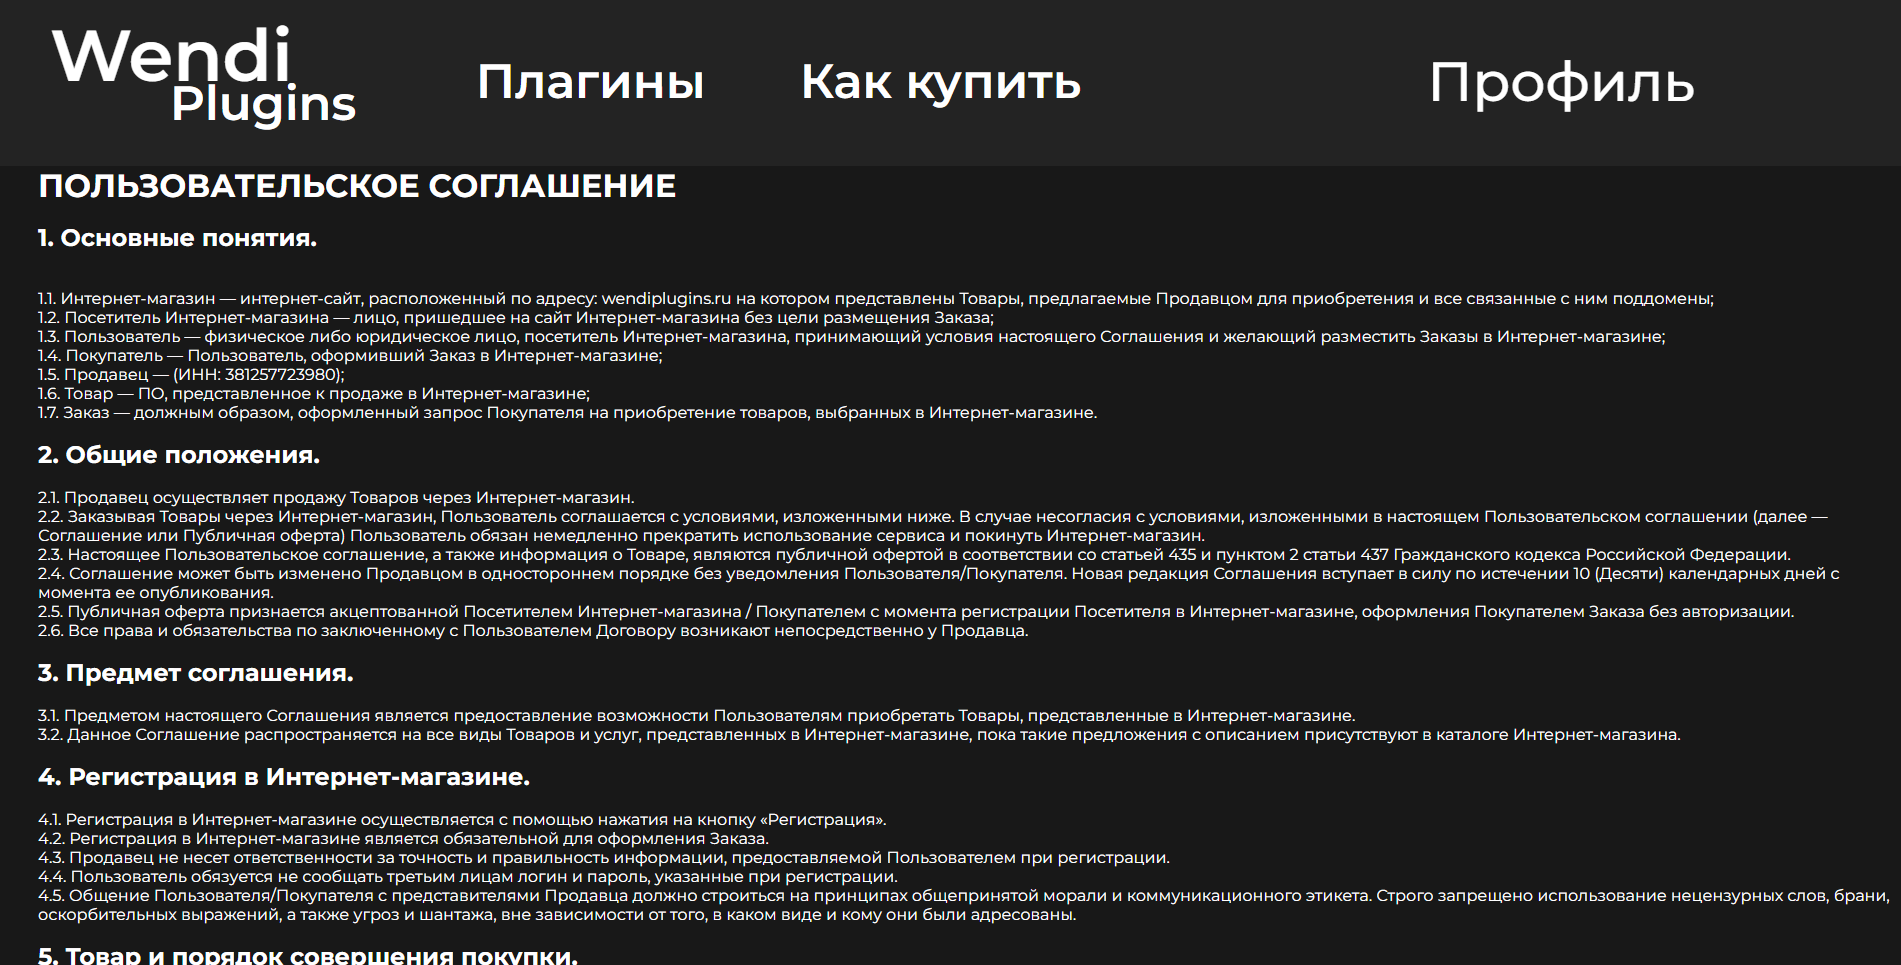 Wendi
Plugins
Плагины
Как купить
Профиль
ПОЛЬЗОВАТЕЛЬСКОЕ СОГЛАШЕНИЕ
1. Основные понятия.
1.1. Интернет-магазин — интернет-сайт, расположенный по адресу: wendiplugins.ru на котором представлены Товары, предлагаемые Продавцом для приобретения и все связанные с ним поддомены;
1.2. Посетитель Интернет-магазина — лицо, пришедшее на сайт Интернет-магазина без цели размещения Заказа;
1.3. Пользователь — физическое либо юридическое лицо, посетитель Интернет-магазина, принимающий условия настоящего Соглашения и желающий разместить Заказы в Интернет-магазине;
1.4. Покупатель — Пользователь, оформивший Заказ в Интернет-магазине;
1.5. Продавец — (ИНН: 381257723980);
1.6. Товар — ПО, представленное к продаже в Интернет-магазине;
1.7. Заказ — должным образом, оформленный запрос Покупателя на приобретение товаров, выбранных в Интернет-магазине.
2. Общие положения.
2.1. Продавец осуществляет продажу Товаров через Интернет-магазин.
2.2. Заказывая Товары через Интернет-магазин, Пользователь соглашается с условиями, изложенными ниже. В случае несогласия с условиями, изложенными в настоящем Пользовательском соглашении (далее —
Соглашение или Публичная оферта) Пользователь обязан немедленно прекратить использование сервиса и покинуть Интернет-магазин.
2.3. Настоящее Пользовательское соглашение, а также информация о Товаре, являются публичной офертой в соответствии со статьей 435 и пунктом 2 статьи 437 Гражданского кодекса Российской Федерации.
2.4. Соглашение может быть изменено Продавцом в одностороннем порядке без уведомления Пользователя/Покупателя. Новая редакция Соглашения вступает в силу по истечении 10 (Десяти) календарных дней с
момента ее опубликования.
2.5. Публичная оферта признается акцептованной Посетителем Интернет-магазина / Покупателем с момента регистрации Посетителя в Интернет-магазине, оформления Покупателем Заказа без авторизации.
2.6. Все права и обязательства по заключенному с Пользователем Договору возникают непосредственно у Продавца.
3. Предмет соглашения.
3.1. Предметом настоящего Соглашения является предоставление возможности Пользователям приобретать Товары, представленные в Интернет-магазине.
3.2. Данное Соглашение распространяется на все виды Товаров и услуг, представленных в Интернет-магазине, пока такие предложения с описанием присутствуют в каталоге Интернет-магазина.
4. Регистрация в Интернет-магазине.
4.1. Регистрация в Интернет-магазине осуществляется с помощью нажатия на кнопку «Регистрация».
4.2. Регистрация в Интернет-магазине является обязательной для оформления Заказа.
4.3. Продавец не несет ответственности за точность и правильность информации, предоставляемой Пользователем при регистрации.
4.4. Пользователь обязуется не сообщать третьим лицам логин и пароль, указанные при регистрации.
4.5. Общение Пользователя/Покупателя с представителями Продавца должно строиться на принципах общепринятой морали и коммуникационного этикета. Строго запрещено использование нецензурных слов, брани,
оскорбительных выражений, а также угроз и шантажа, вне зависимости от того, в каком виде и кому они были адресованы.
5. Товар и порядок совершения покупки.